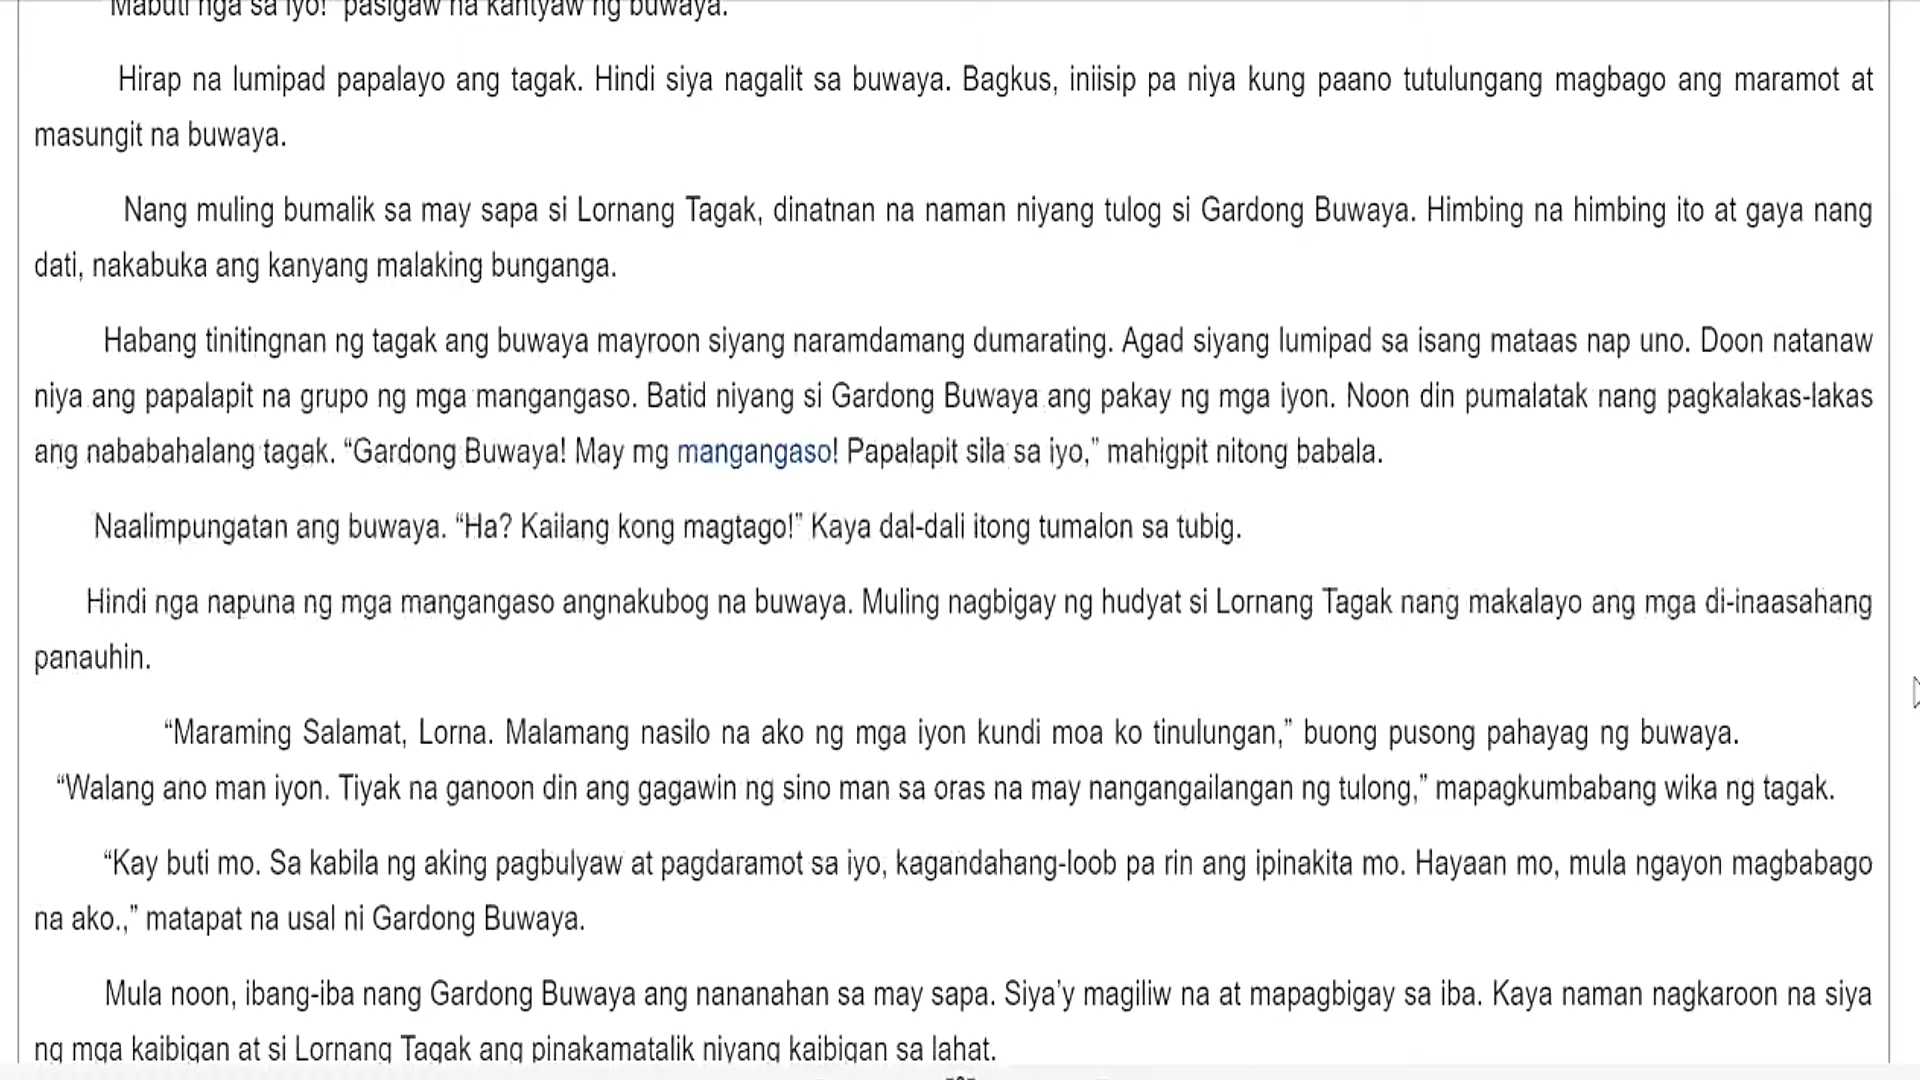 “Mabuti nga sa iyo!” pasigaw na kantyaw ng buwaya.
Hirap na lumipad papalayo ang tagak. Hindi siya nagalit sa buwaya. Bagkus, iniisip pa niya kung paano tutulungang magbago ang maramot at
masungit na buwaya.
Nang muling bumalik sa may sapa si Lornang Tagak, dinatnan na naman niyang tulog si Gardong Buwaya. Himbing na himbing ito at gaya nang
dati, nakabuka ang kanyang malaking bunganga.
Habang tinitingnan ng tagak ang buwaya mayroon siyang naramdamang dumarating. Agad siyang lumipad sa isang mataas nap uno. Doon natanaw
niya ang papalapit na grupo ng mga mangangaso. Batid niyang si Gardong Buwaya ang pakay ng mga iyon. Noon din pumalatak nang pagkalakas-lakas
ang nababahalang tagak. “Gardong Buwaya! May mg mangangaso! Papalapit sila sa iyo,” mahigpit nitong babala.
Naalimpungatan ang buwaya. “Ha? Kailang kong magtago!” Kaya dal-dali itong tumalon sa tubig.
Hindi nga napuna ng mga mangangaso angnakubog na buwaya. Muling nagbigay ng hudyat si Lornang Tagak nang makalayo ang mga di-inaasahang
panauhin.
“Maraming Salamat, Lorna. Malamang nasilo na ako ng mga iyon kundi moa ko tinulungan,” buong pusong pahayag ng buwaya.
“Walang ano man iyon. Tiyak na ganoon din ang gagawin ng sino man sa oras na may nangangailangan ng tulong,” mapagkumbabang wika ng tagak.
“Kay buti mo. Sa kabila ng aking pagbulyaw at pagdaramot sa iyo, kagandahang-loob pa rin ang ipinakita mo. Hayaan mo, mula ngayon magbabago
na ako.,” matapat na usal ni Gardong Buwaya.
Mula noon, ibang-iba nang Gardong Buwaya ang nananahan sa may sapa. Siya’y magiliw na at mapagbigay sa iba. Kaya naman nagkaroon na siya
ng mga kaibigan at si Lornang Tagak ang pinakamatalik niyang kaibigan sa lahat.